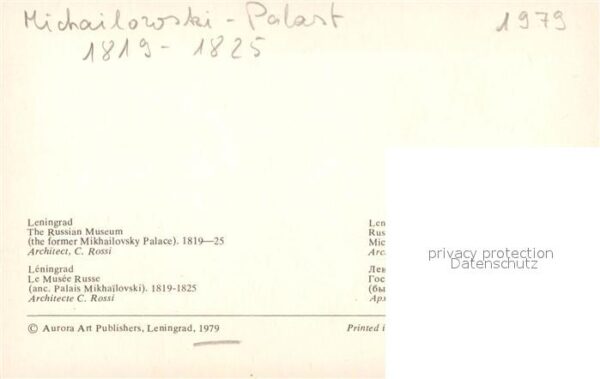 Michailowski - Palast
1979
1819 - 1825
Leningrad
The Russian Museum
(the former Mikhailovsky Palace). 1819—25
Architect, C. Rossi
Léningrad
Le Musée Russe
(anc. Palais Mikhaïlovski). 1819-1825
Architecte C. Rossi
Len
Rus
Mic
Arc
Лен
Гос
(бы
Арх
privacy protection
Datenschutz
© Aurora Art Publishers, Leningrad, 1979
Printed i